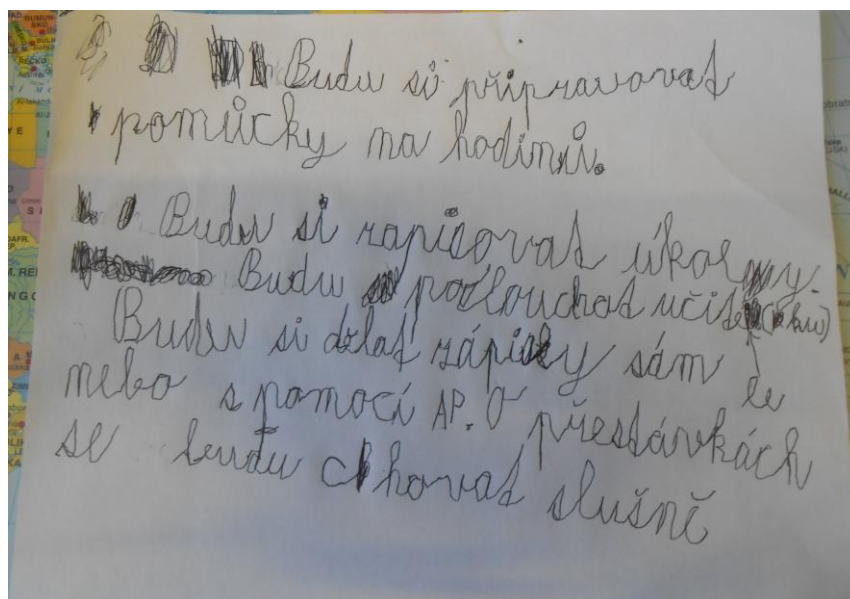 Budu si připravovat
pomůcky na hodinu.
Budu si zapisovat úkoly.
Budu poslouchat učitele (ku)
Budu si dělat zápisky sám
nebo s pomocí AP. O přestávkách
se budu chovat slušně